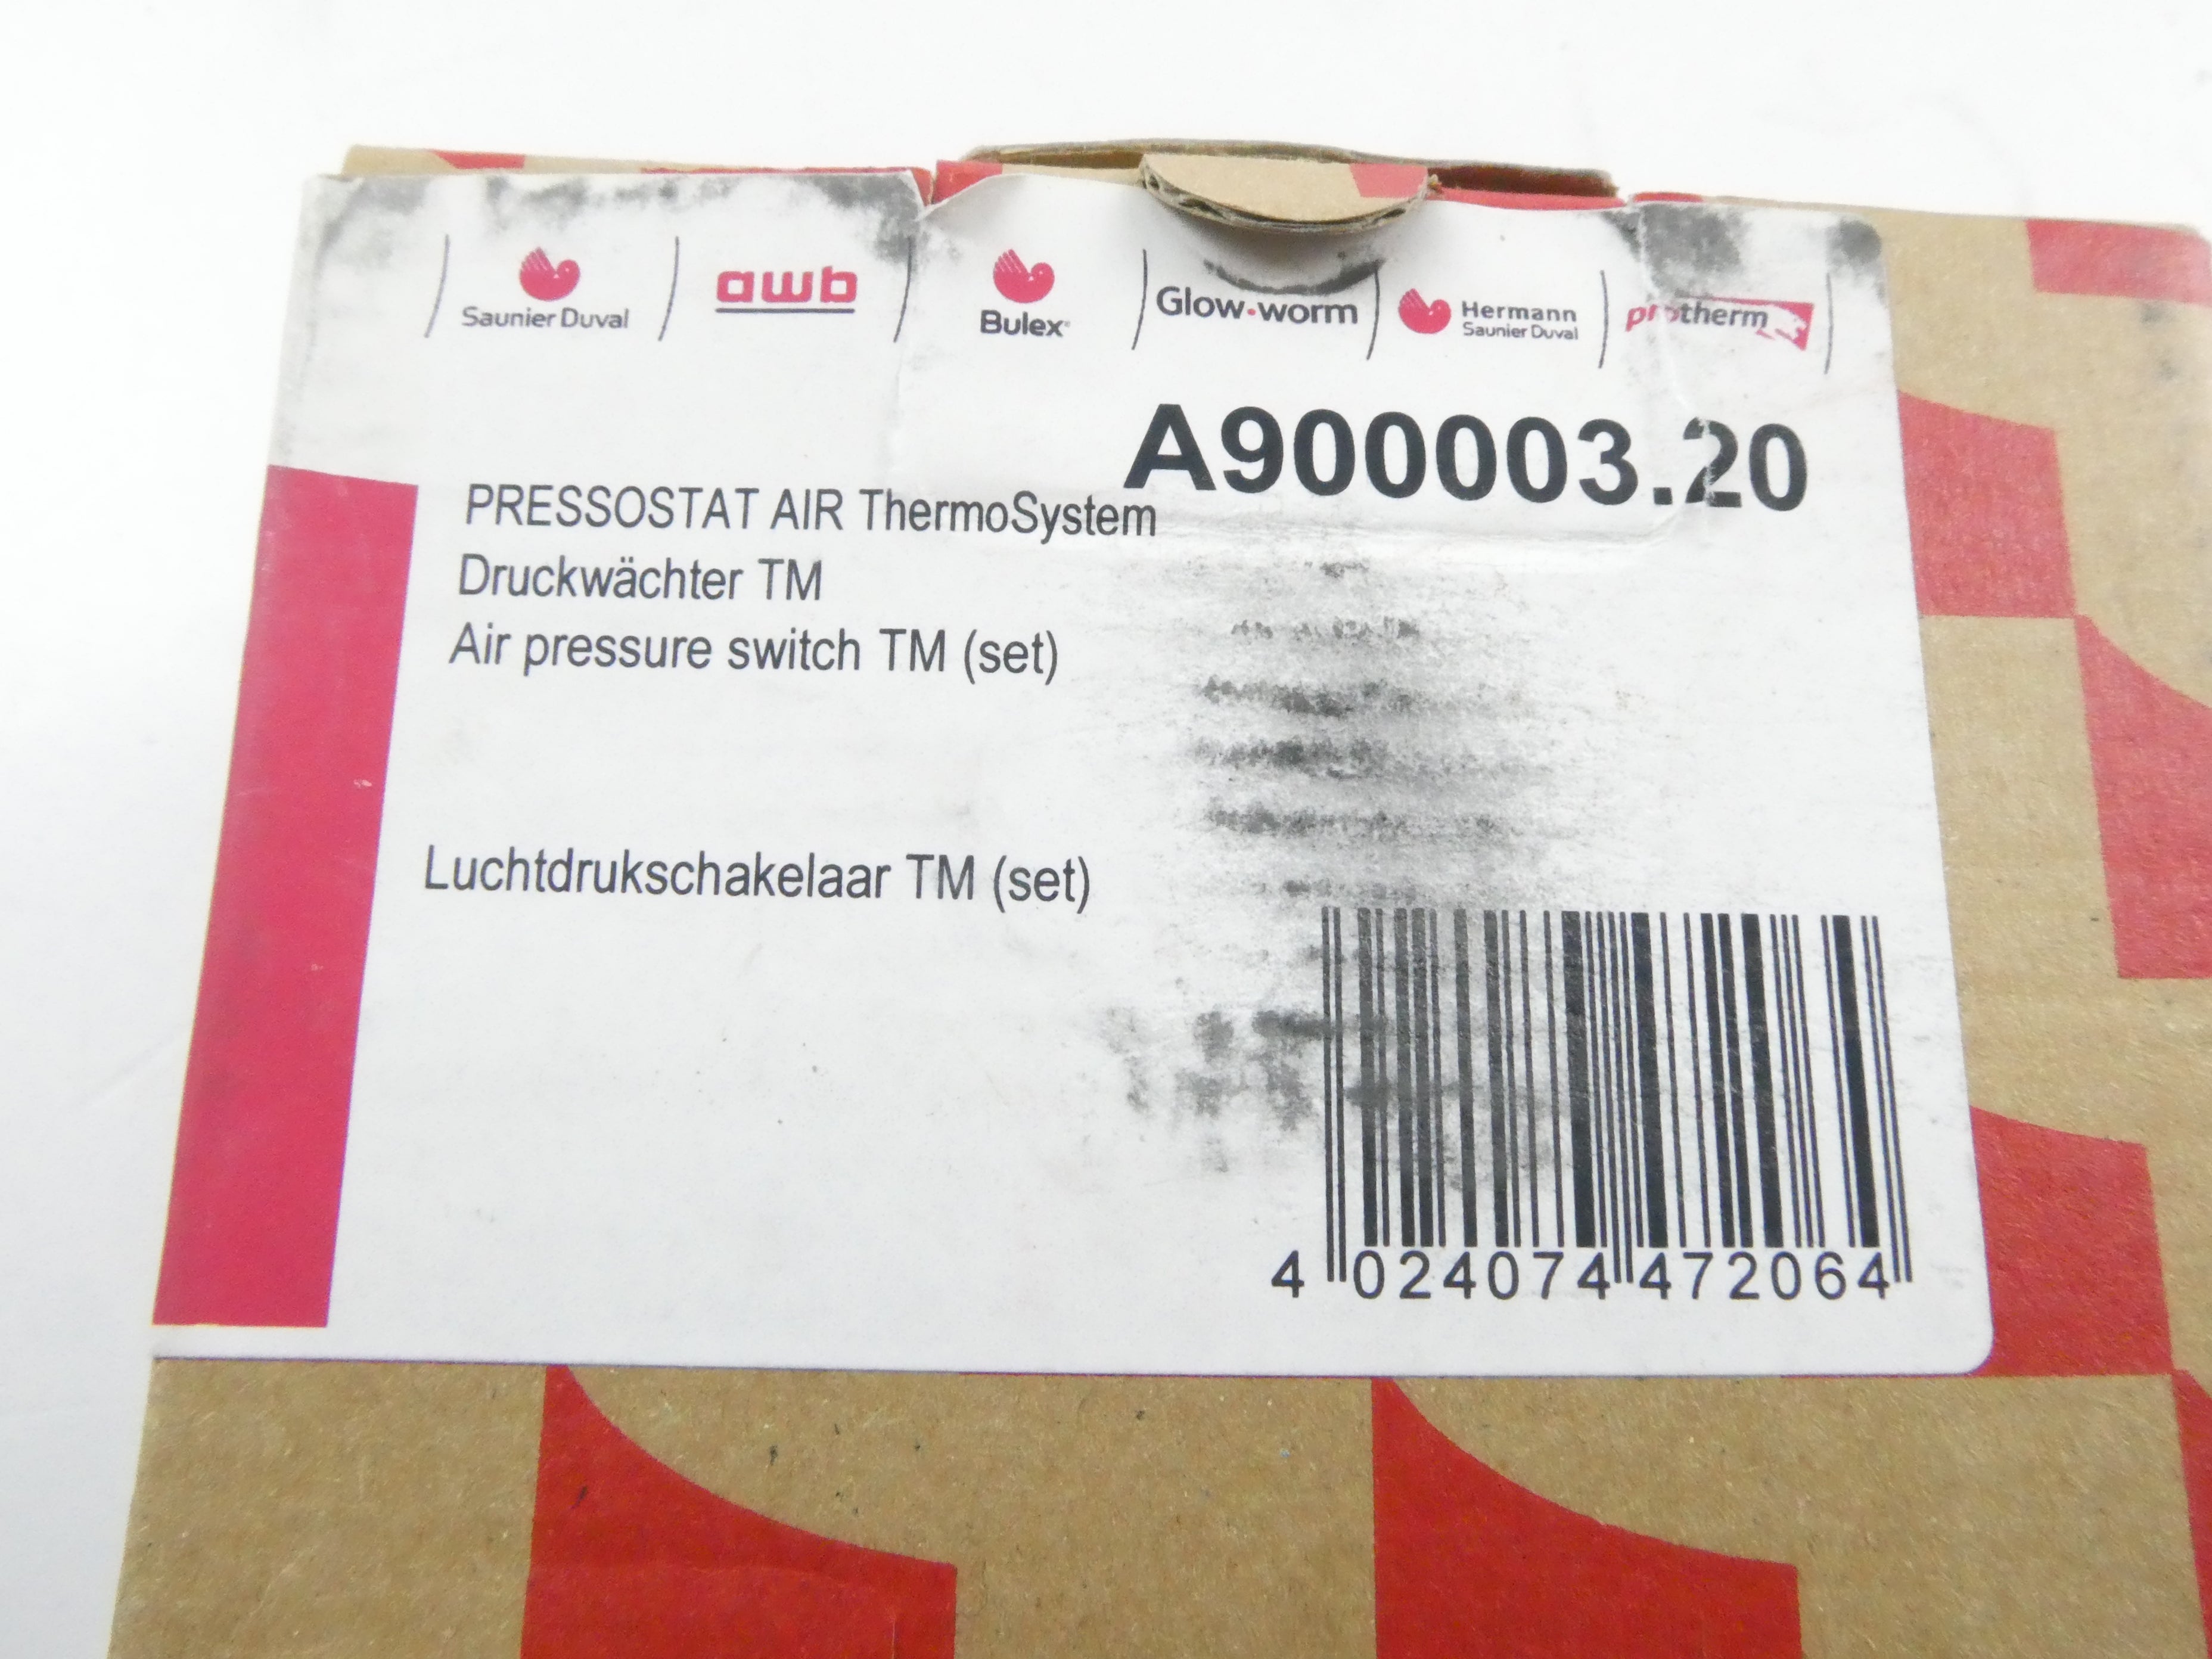 Saunier Duval
awb
Bulex
Glow-worm
Hermann
Saunier Duval
protherm
A900003.20
PRESSOSTAT AIR ThermoSystem
Druckwächter TM
Air pressure switch TM (set)
Luchtdrukschakelaar TM (set)
4 024074 472064